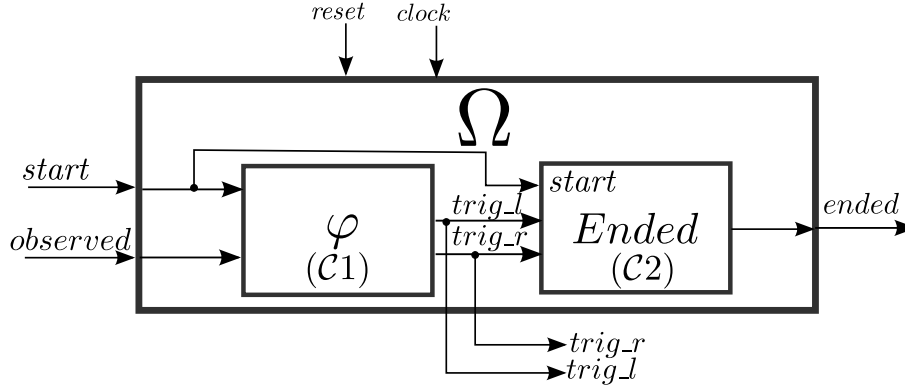 reset clock
Ω
start
start
trig_l
ended
φ
Ended
observed
trig_r
(C1)
(C2)
trig_r
trig_l